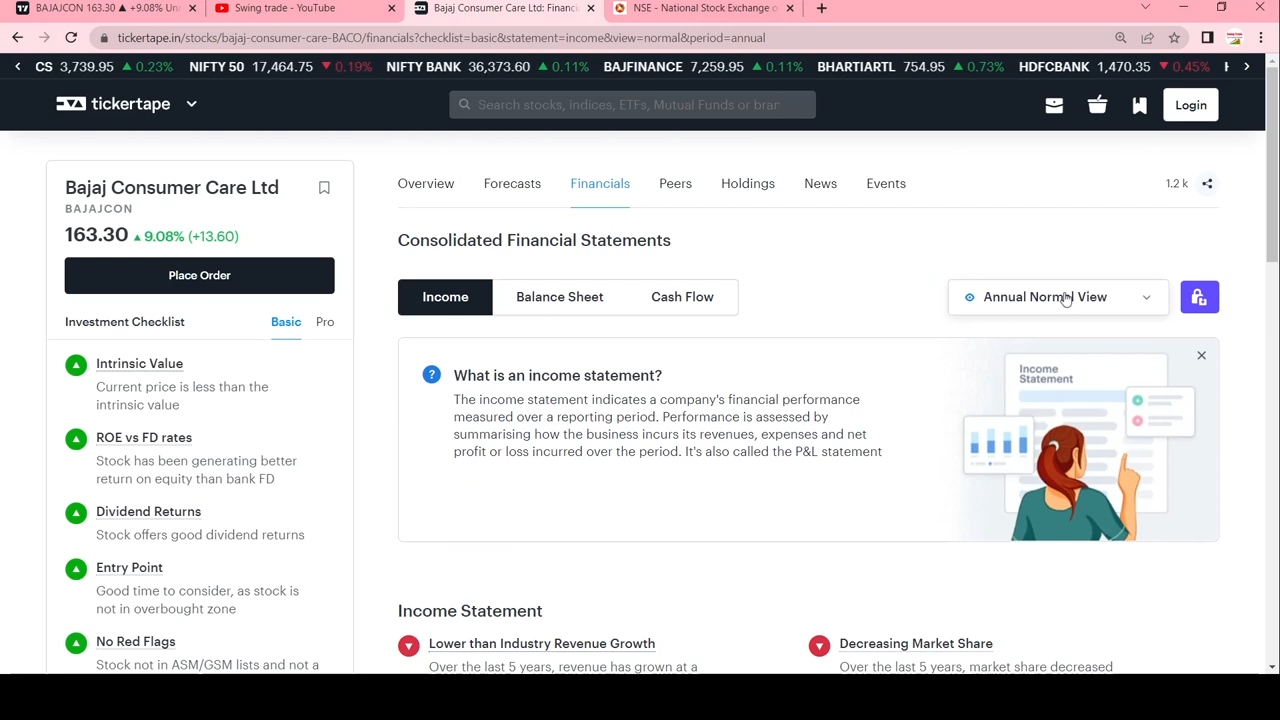 BAJAJCON 163.30 ▲ +9.08% Un
Swing trade - YouTube
Bajaj Consumer Care Ltd: Financi
NSE - National Stock Exchange o
tickertape.in/stocks/bajaj-consumer-care-BACO/financials?checklist=basic&statement=income&view=normal&period=annual
CS 3,739.95 ▲ 0.23% NIFTY 50 17,464.75 ▼ 0.19% NIFTY BANK 36,373.60 ▲ 0.11% BAJFINANCE 7,259.95 ▲ 0.11% BHARTIARTL 754.95 ▲ 0.73% HDFCBANK 1,470.35 ▼ 0.45%
tickertape
Search stocks, indices, ETFs, Mutual Funds or bran
Login
Bajaj Consumer Care Ltd
BAJAJCON
163.30 ▲ 9.08% (+13.60)
Place Order
Investment Checklist Basic Pro
Intrinsic Value
Current price is less than the
intrinsic value
ROE vs FD rates
Stock has been generating better
return on equity than bank FD
Dividend Returns
Stock offers good dividend returns
Entry Point
Good time to consider, as stock is
not in overbought zone
No Red Flags
Stock not in ASM/GSM lists and not a
Overview Forecasts Financials Peers Holdings News Events 1.2 k
Consolidated Financial Statements
Income Balance Sheet Cash Flow Annual Normal View
What is an income statement?
The income statement indicates a company's financial performance
measured over a reporting period. Performance is assessed by
summarising how the business incurs its revenues, expenses and net
profit or loss incurred over the period. It's also called the P&L statement
Income
Statement
Income Statement
Lower than Industry Revenue Growth
Over the last 5 years, revenue has grown at a
Decreasing Market Share
Over the last 5 years, market share decreased